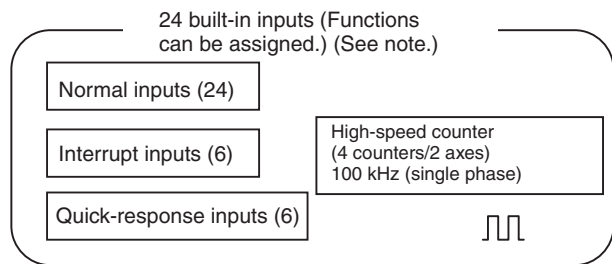 24 built-in inputs (Functions
can be assigned.) (See note.)
Normal inputs (24)
Interrupt inputs (6)
Quick-response inputs (6)
High-speed counter
(4 counters/2 axes)
100 kHz (single phase)